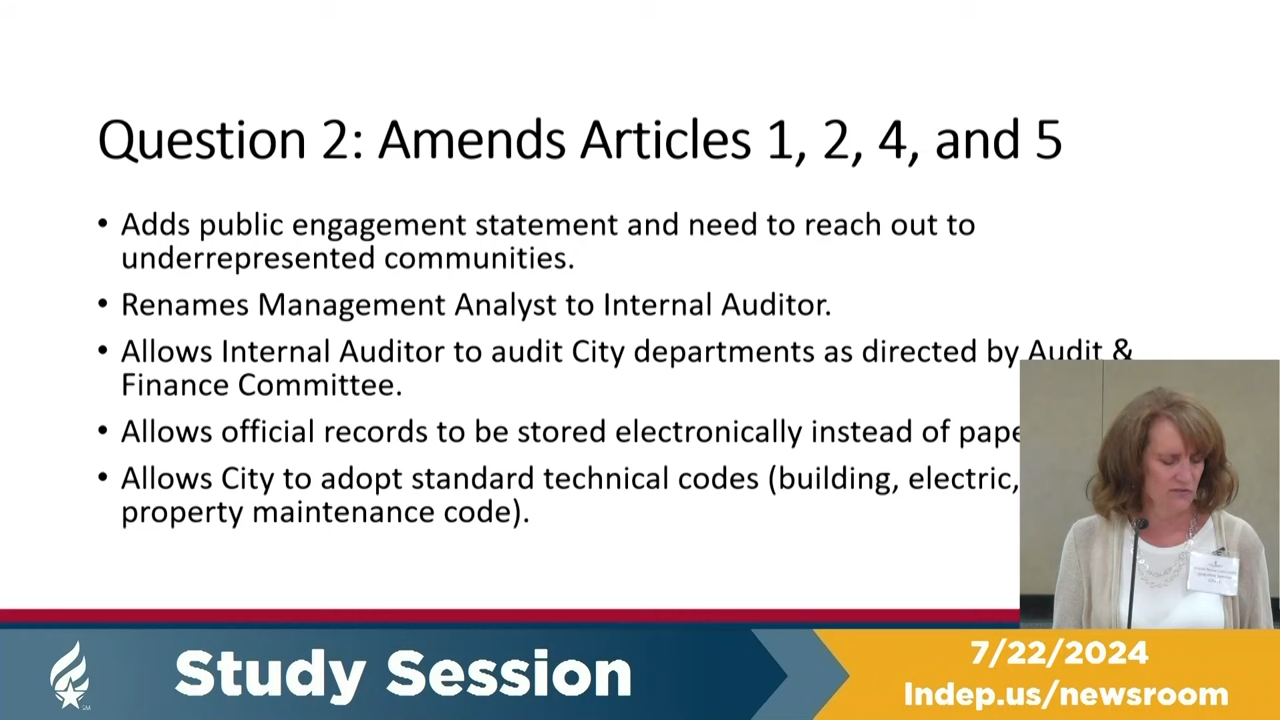 Question 2: Amends Articles 1, 2, 4, and 5
• Adds public engagement statement and need to reach out to
underrepresented communities.
• Renames Management Analyst to Internal Auditor.
• Allows Internal Auditor to audit City departments as directed by Audit &
Finance Committee.
• Allows official records to be stored electronically instead of
• Allows City to adopt standard technical codes (building, electric,
property maintenance code).
Study Session
7/22/2024
Indep.us/newsroom